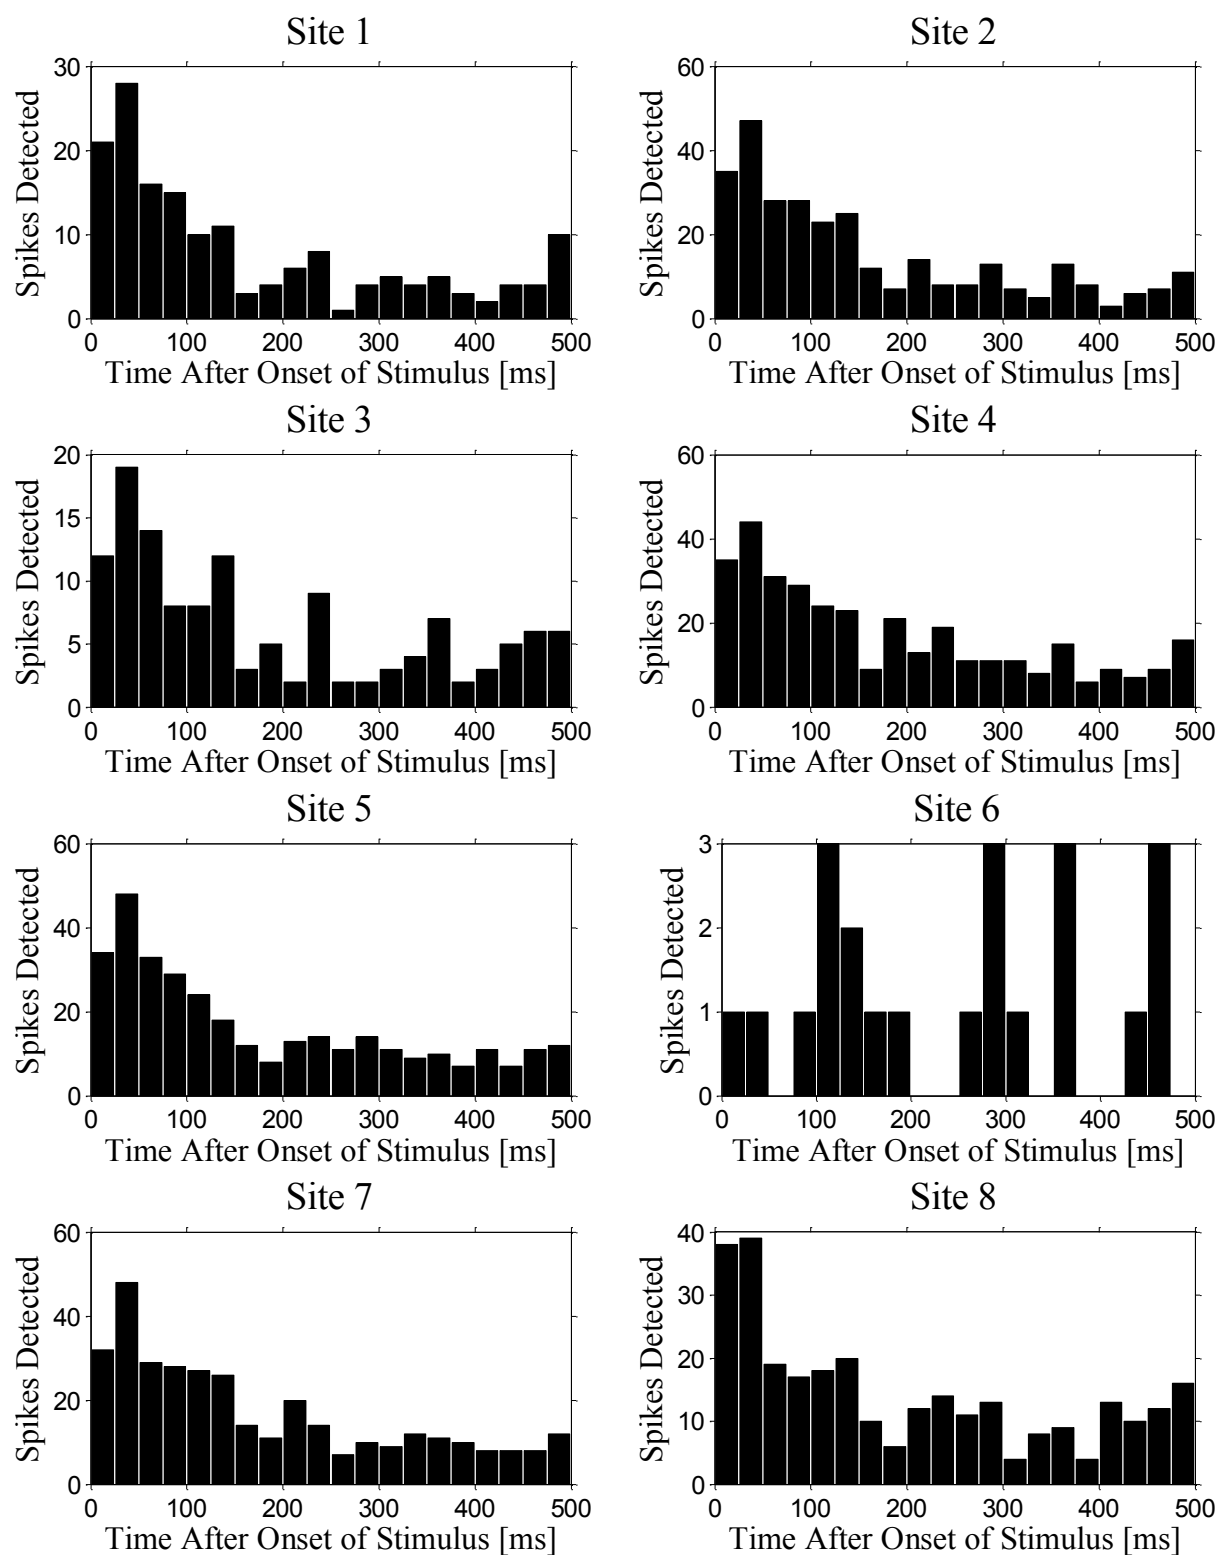 Site 1
Spikes Detected
30
20
10
0
0 100 200 300 400 500
Time After Onset of Stimulus [ms]
Site 2
Spikes Detected
60
40
20
0
0 100 200 300 400 500
Time After Onset of Stimulus [ms]
Site 3
Spikes Detected
20
15
10
5
0
0 100 200 300 400 500
Time After Onset of Stimulus [ms]
Site 4
Spikes Detected
60
40
20
0
0 100 200 300 400 500
Time After Onset of Stimulus [ms]
Site 5
Spikes Detected
60
40
20
0
0 100 200 300 400 500
Time After Onset of Stimulus [ms]
Site 6
Spikes Detected
3
2
1
0
0 100 200 300 400 500
Time After Onset of Stimulus [ms]
Site 7
Spikes Detected
60
40
20
0
0 100 200 300 400 500
Time After Onset of Stimulus [ms]
Site 8
Spikes Detected
40
30
20
10
0
0 100 200 300 400 500
Time After Onset of Stimulus [ms]